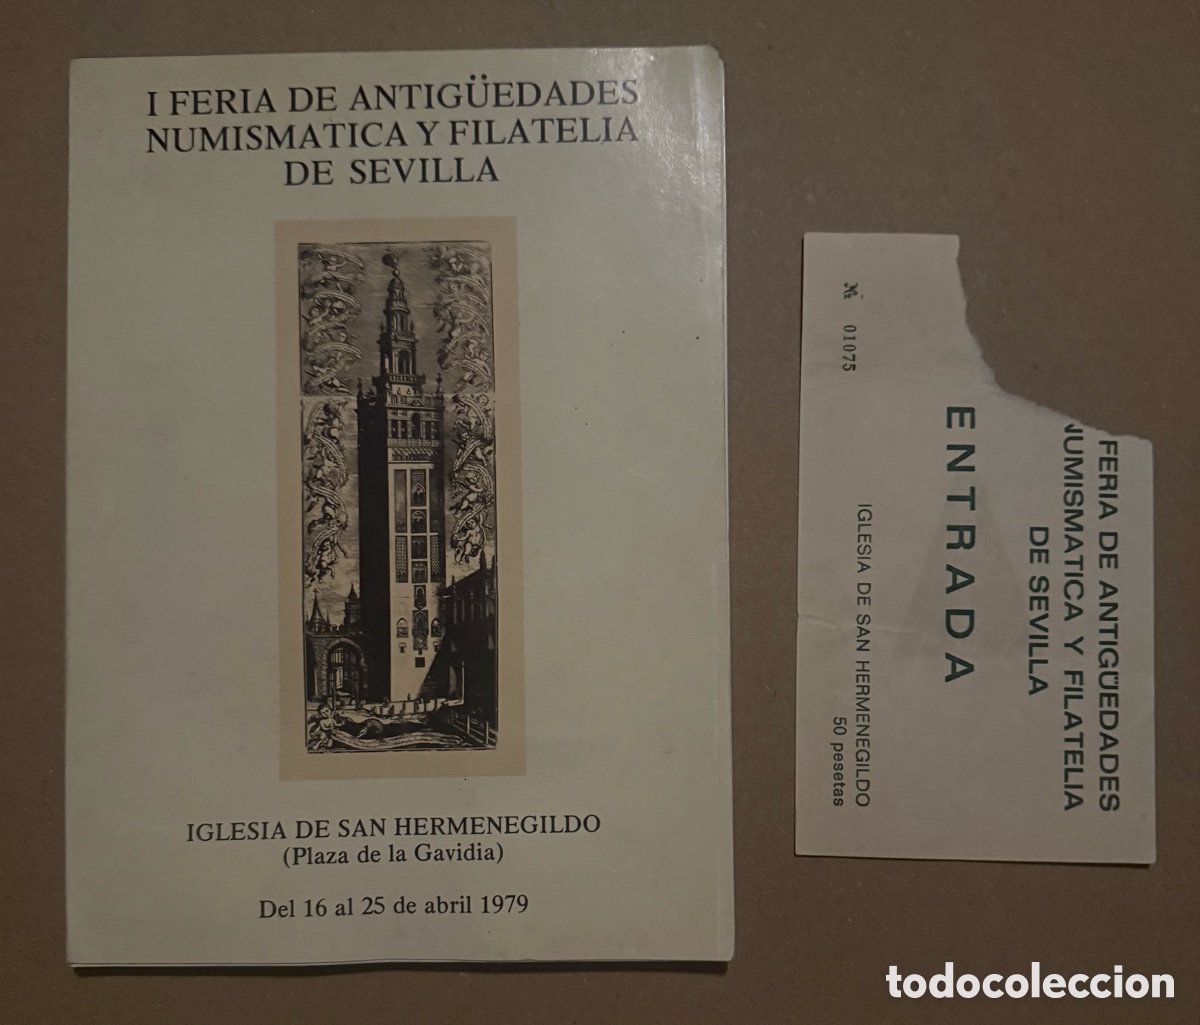 I FERIA DE ANTIGÜEDADES
NUMISMATICA Y FILATELIA
DE SEVILLA
IGLESIA DE SAN HERMENEGILDO
(Plaza de la Gavidia)
Del 16 al 25 de abril 1979
FERIA DE ANTIGÜEDADES
NUMISMATICA Y FILATELIA
DE SEVILLA
ENTRADA
IGLESIA DE SAN HERMENEGILDO
50 pesetas
№ 01075
todocoleccion